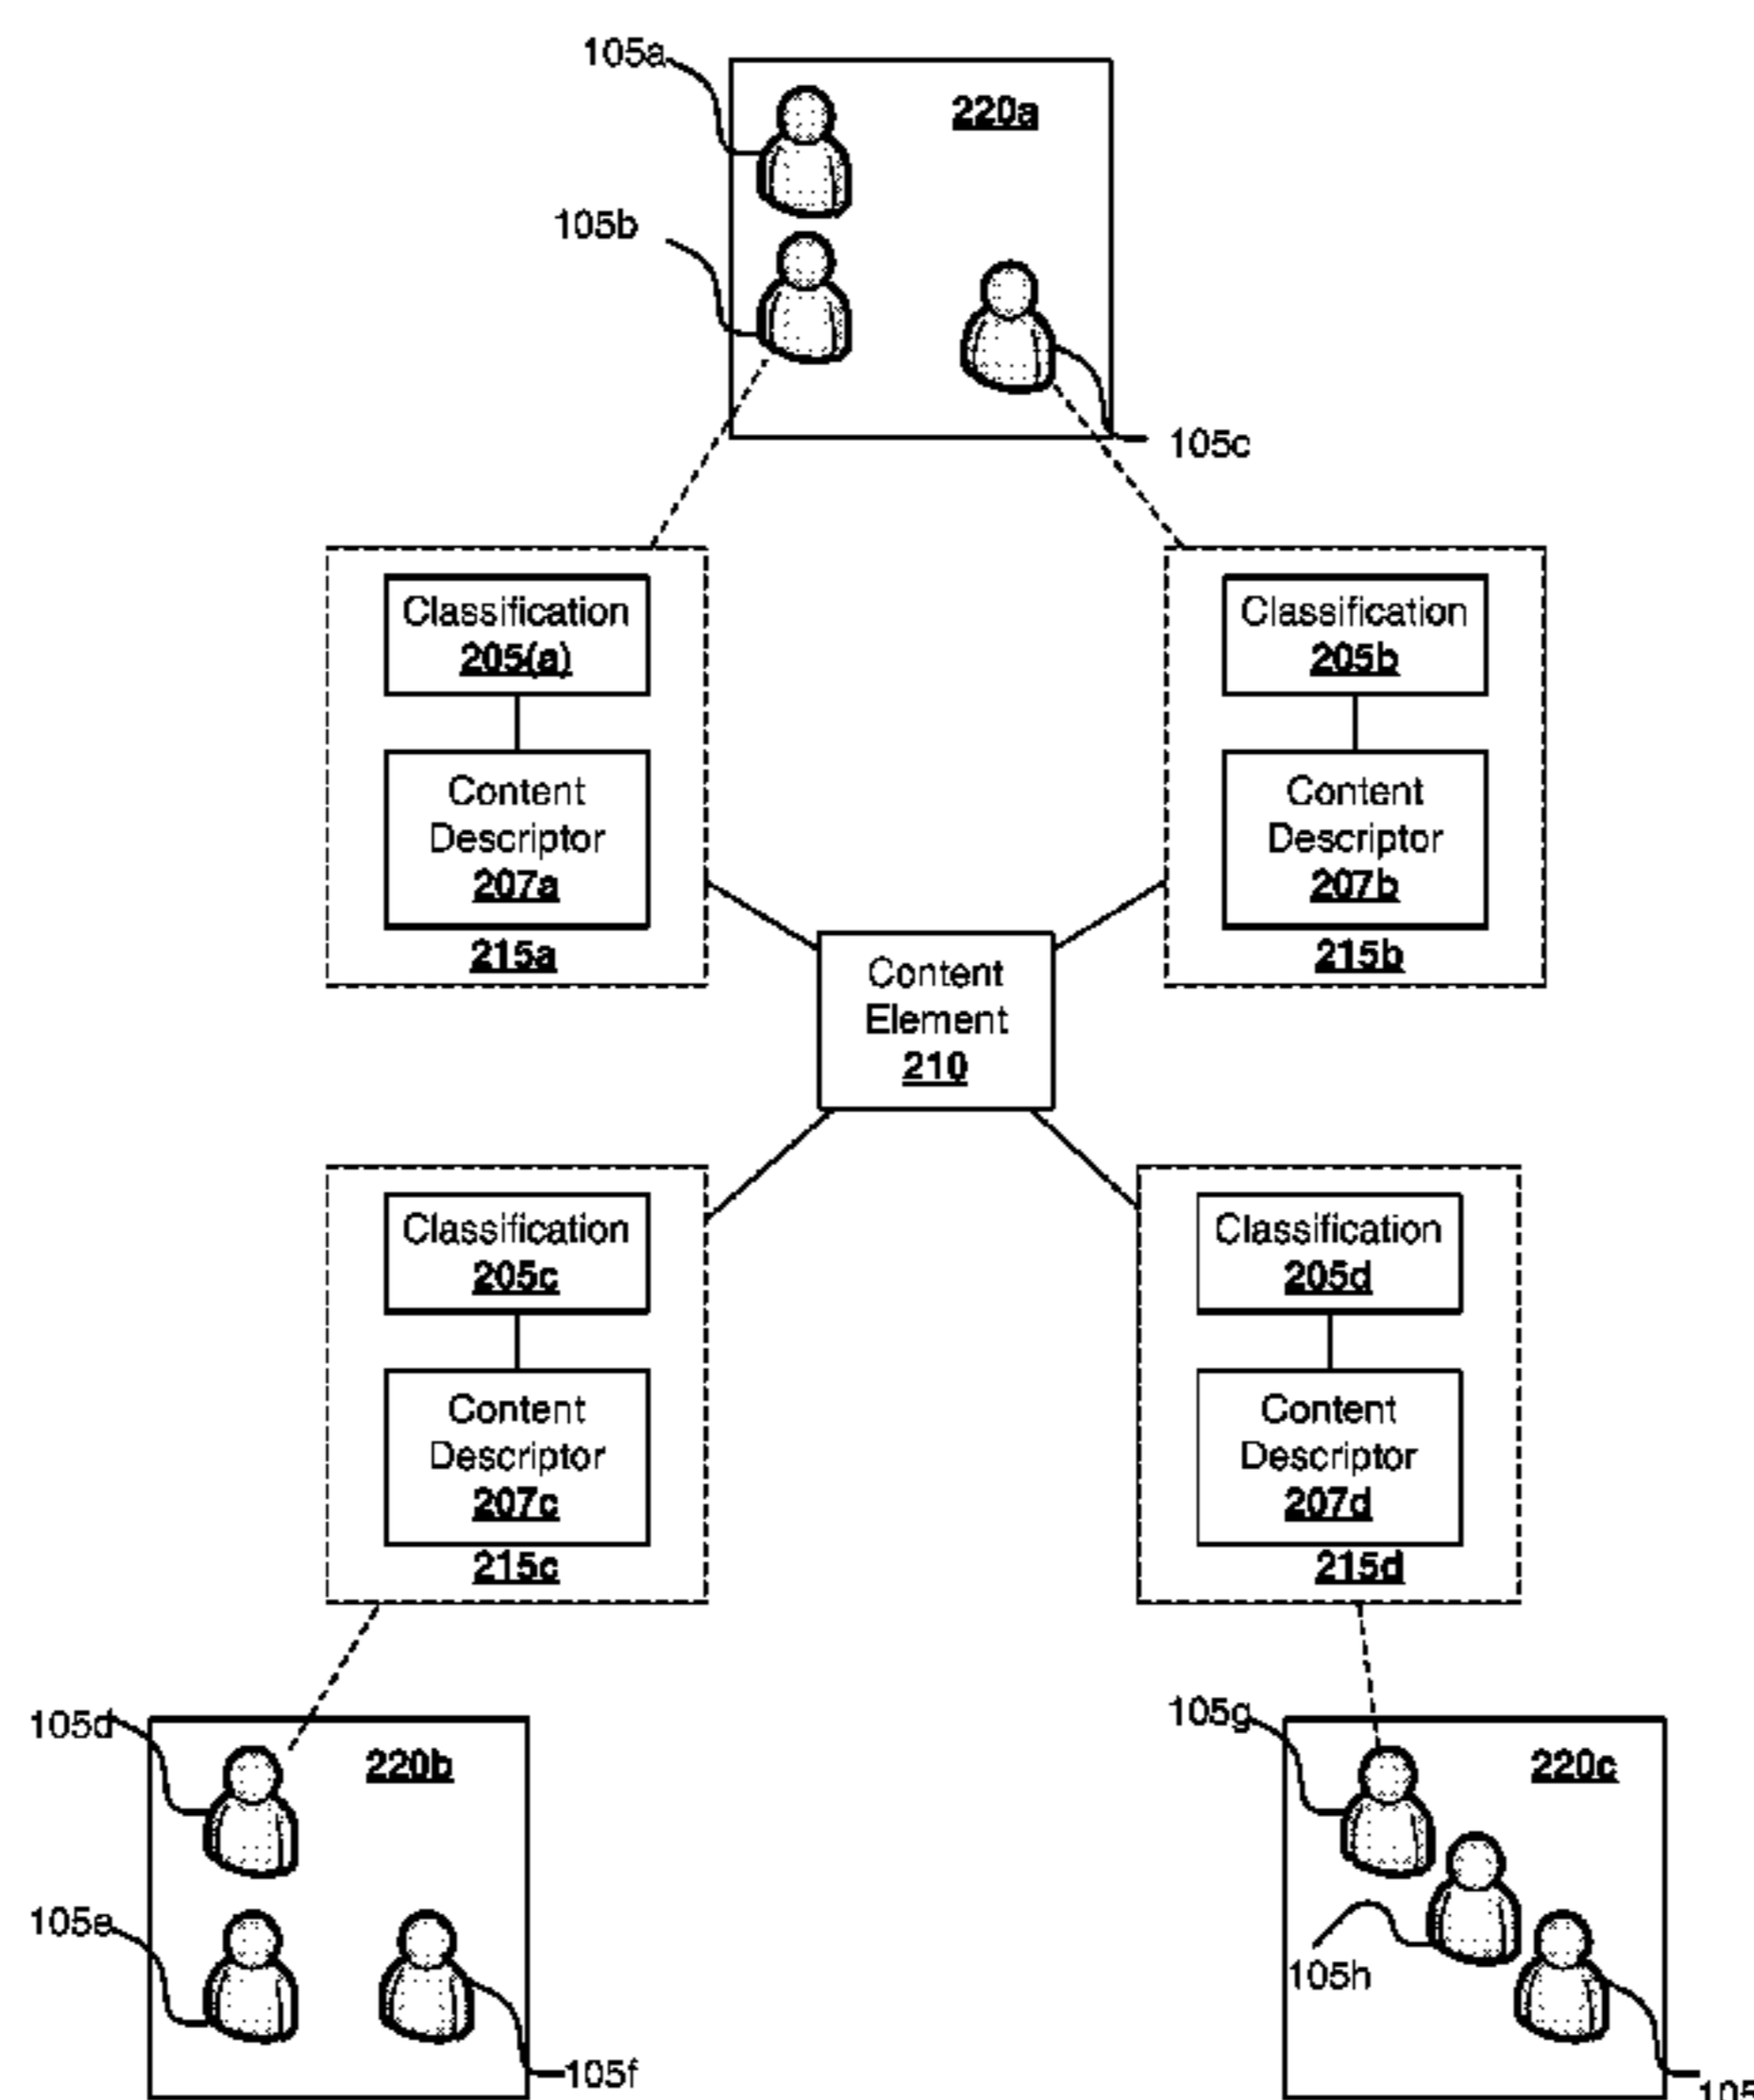 105a
220a
105b
105c
Classification
205(a)
Content
Descriptor
207a
215a
Classification
205b
Content
Descriptor
207b
215b
Content
Element
210
Classification
205c
Content
Descriptor
207c
215c
Classification
205d
Content
Descriptor
207d
215d
105d
220b
105e
105f
105g
220c
105h